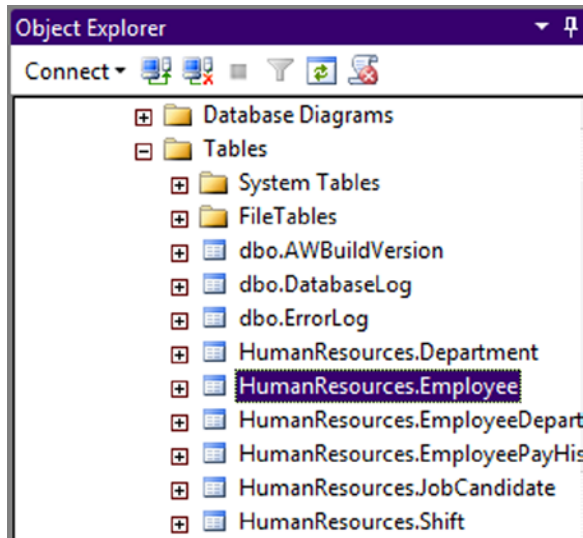 Object Explorer
Connect
Database Diagrams
Tables
System Tables
FileTables
dbo.AWBuildVersion
dbo.DatabaseLog
dbo.ErrorLog
HumanResources.Department
HumanResources.Employee
HumanResources.EmployeeDepart
HumanResources.EmployeePayHis
HumanResources.JobCandidate
HumanResources.Shift